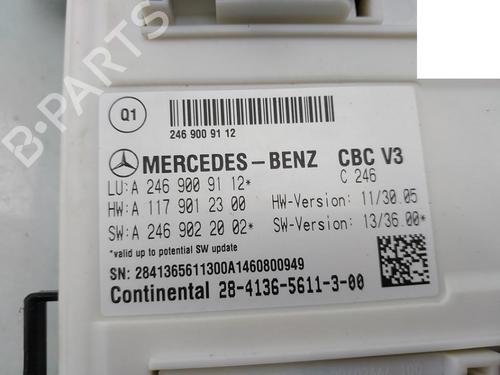 Q1
246 900 91 12
MERCEDES-BENZ CBC V3
LU:A 246 900 91 12* C 246
HW:A 117 901 23 00 HW-Version: 11/30.05
SW:A 246 902 20 02* SW-Version: 13/36.00*
*valid up to potential SW update
SN: 2841365611300A1460800949
Continental 28-4136-5611-3-00
B-PARTS